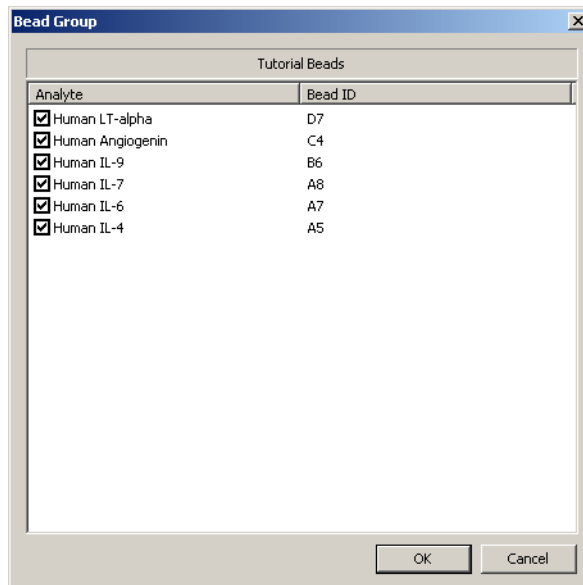 Bead Group
Tutorial Beads
Analyte Bead ID
Human LT-alpha D7
Human Angiogenin C4
Human IL-9 B6
Human IL-7 A8
Human IL-6 A7
Human IL-4 A5
OK Cancel